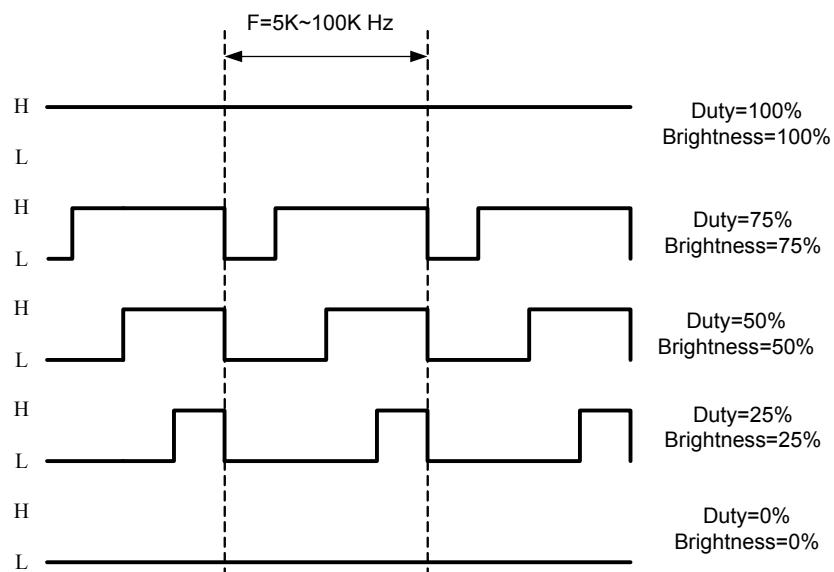 F=5K~100K Hz
H
Duty=100%
Brightness=100%
L
H
Duty=75%
Brightness=75%
L
H
Duty=50%
Brightness=50%
L
H
Duty=25%
Brightness=25%
L
H
Duty=0%
Brightness=0%
L